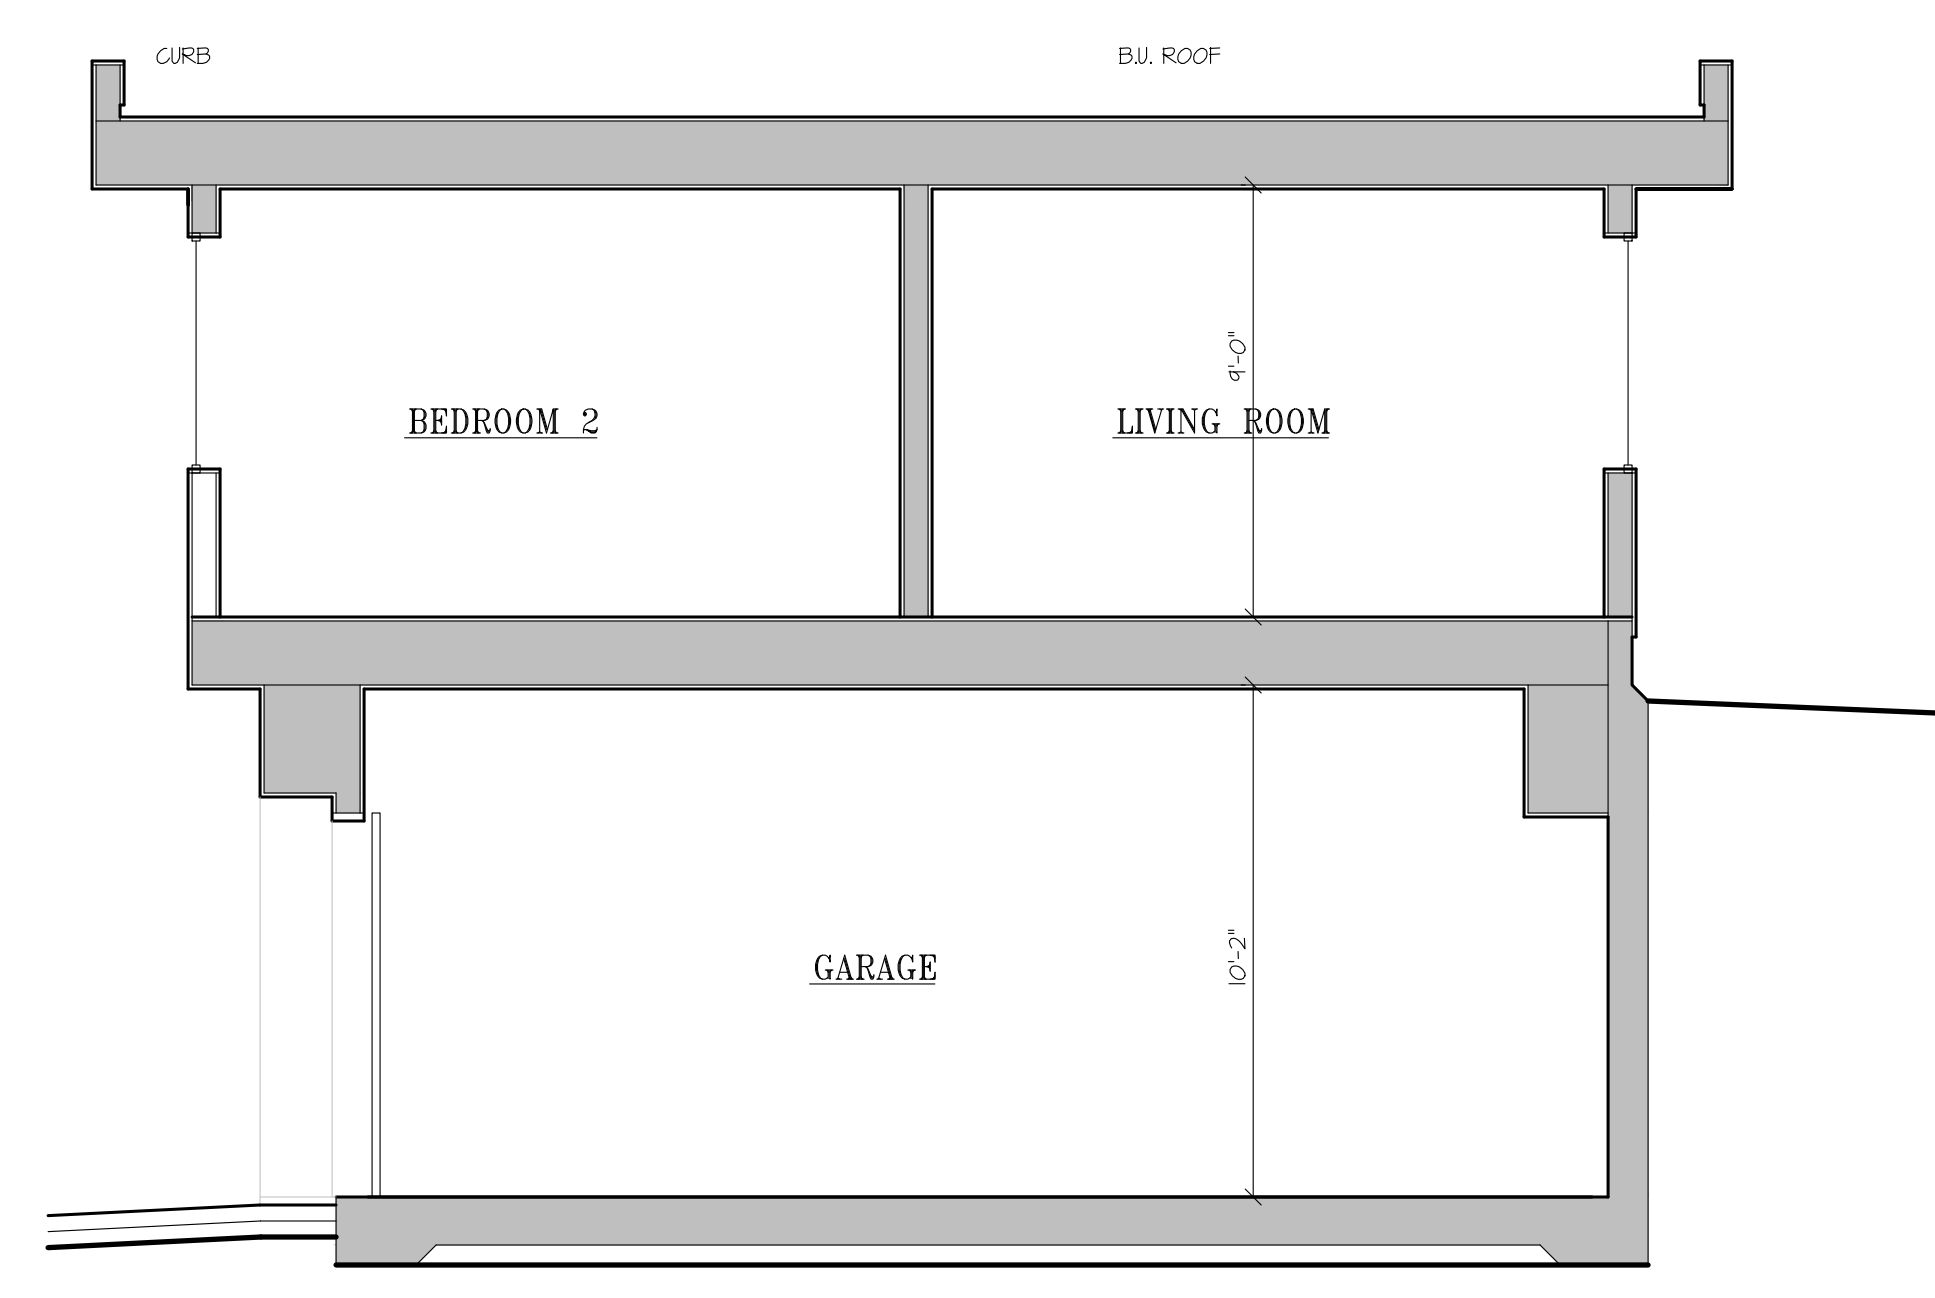 CURB
B.U. ROOF
9'-0"
BEDROOM 2
LIVING ROOM
10'-2"
GARAGE